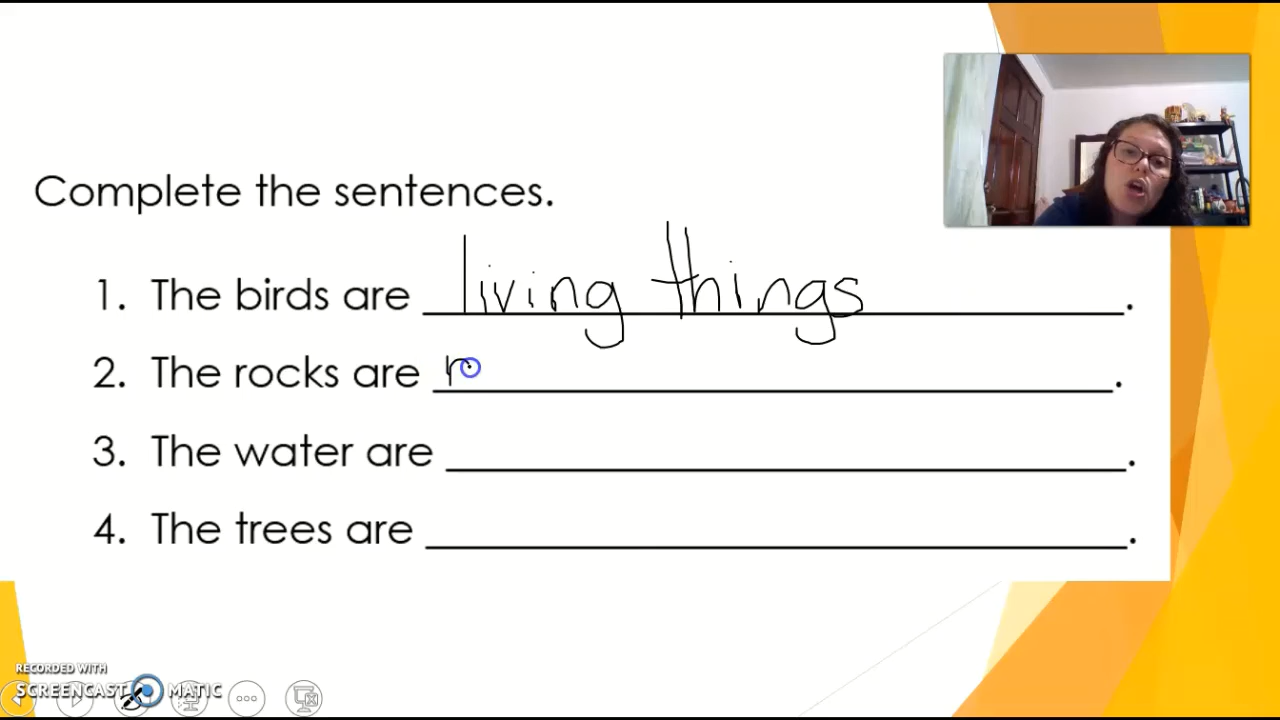 Complete the sentences.
1. The birds are living things.
2. The rocks are n.
3. The water are .
4. The trees are .
RECORDED WITH
SCREENCAST MATIC